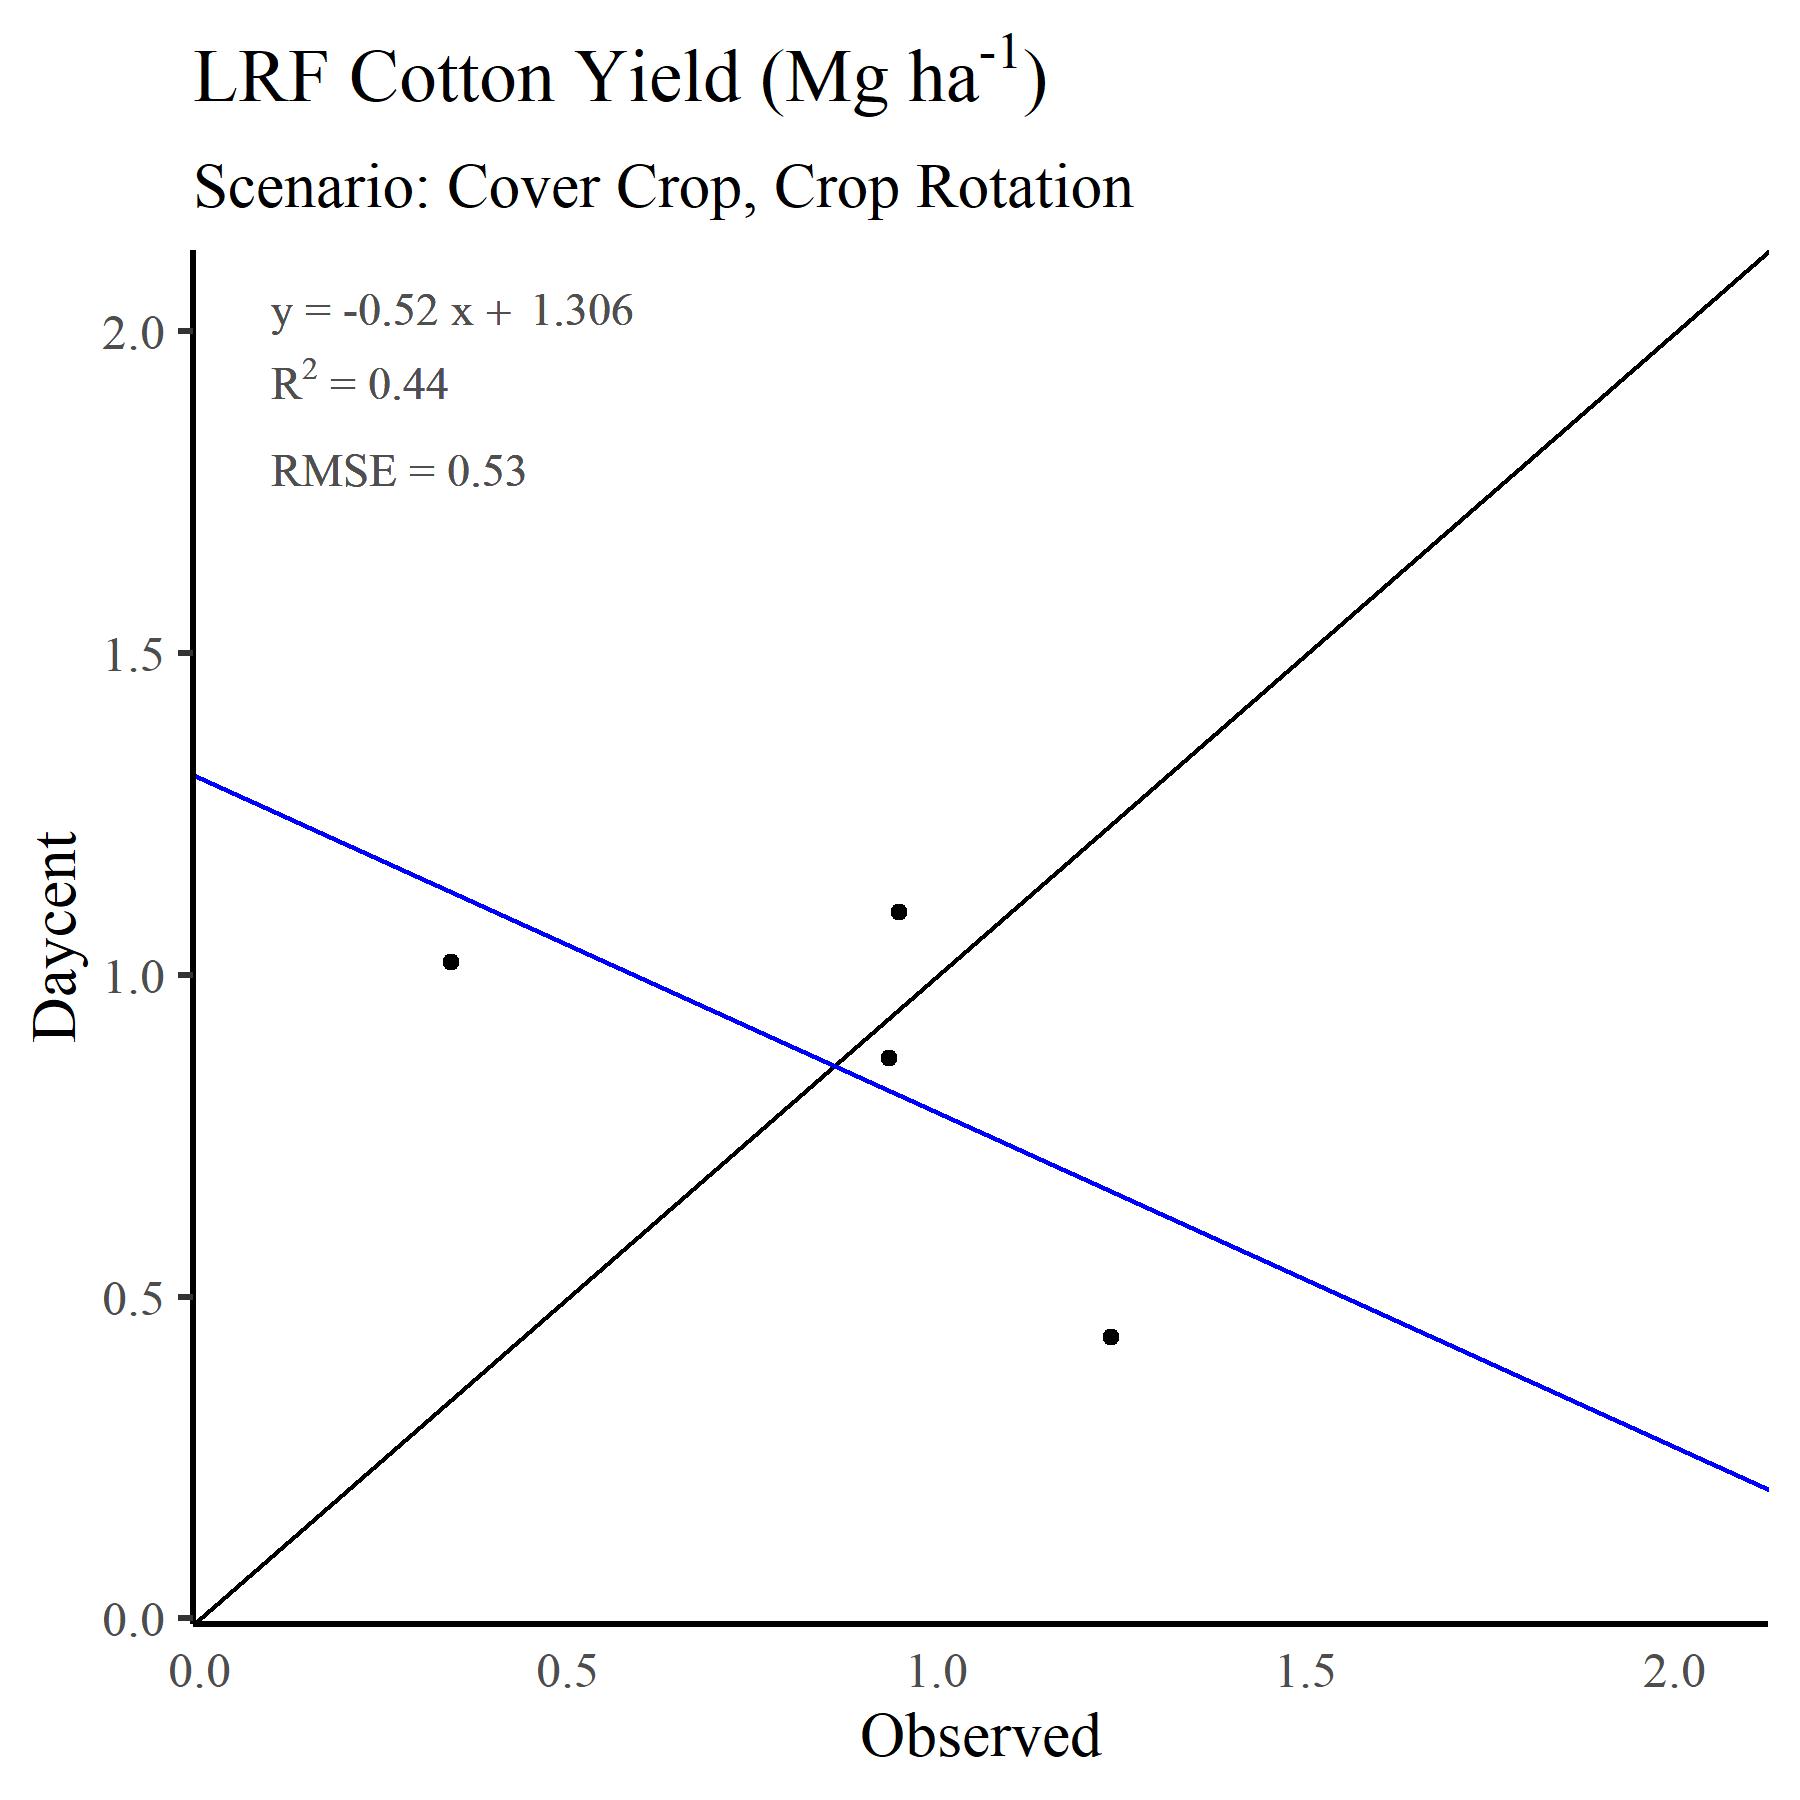 LRF Cotton Yield (Mg ha⁻¹)
Scenario: Cover Crop, Crop Rotation
y = -0.52 x + 1.306
R² = 0.44
RMSE = 0.53
2.0
1.5
1.0
0.5
0.0
Daycent
0.0 0.5 1.0 1.5 2.0
Observed